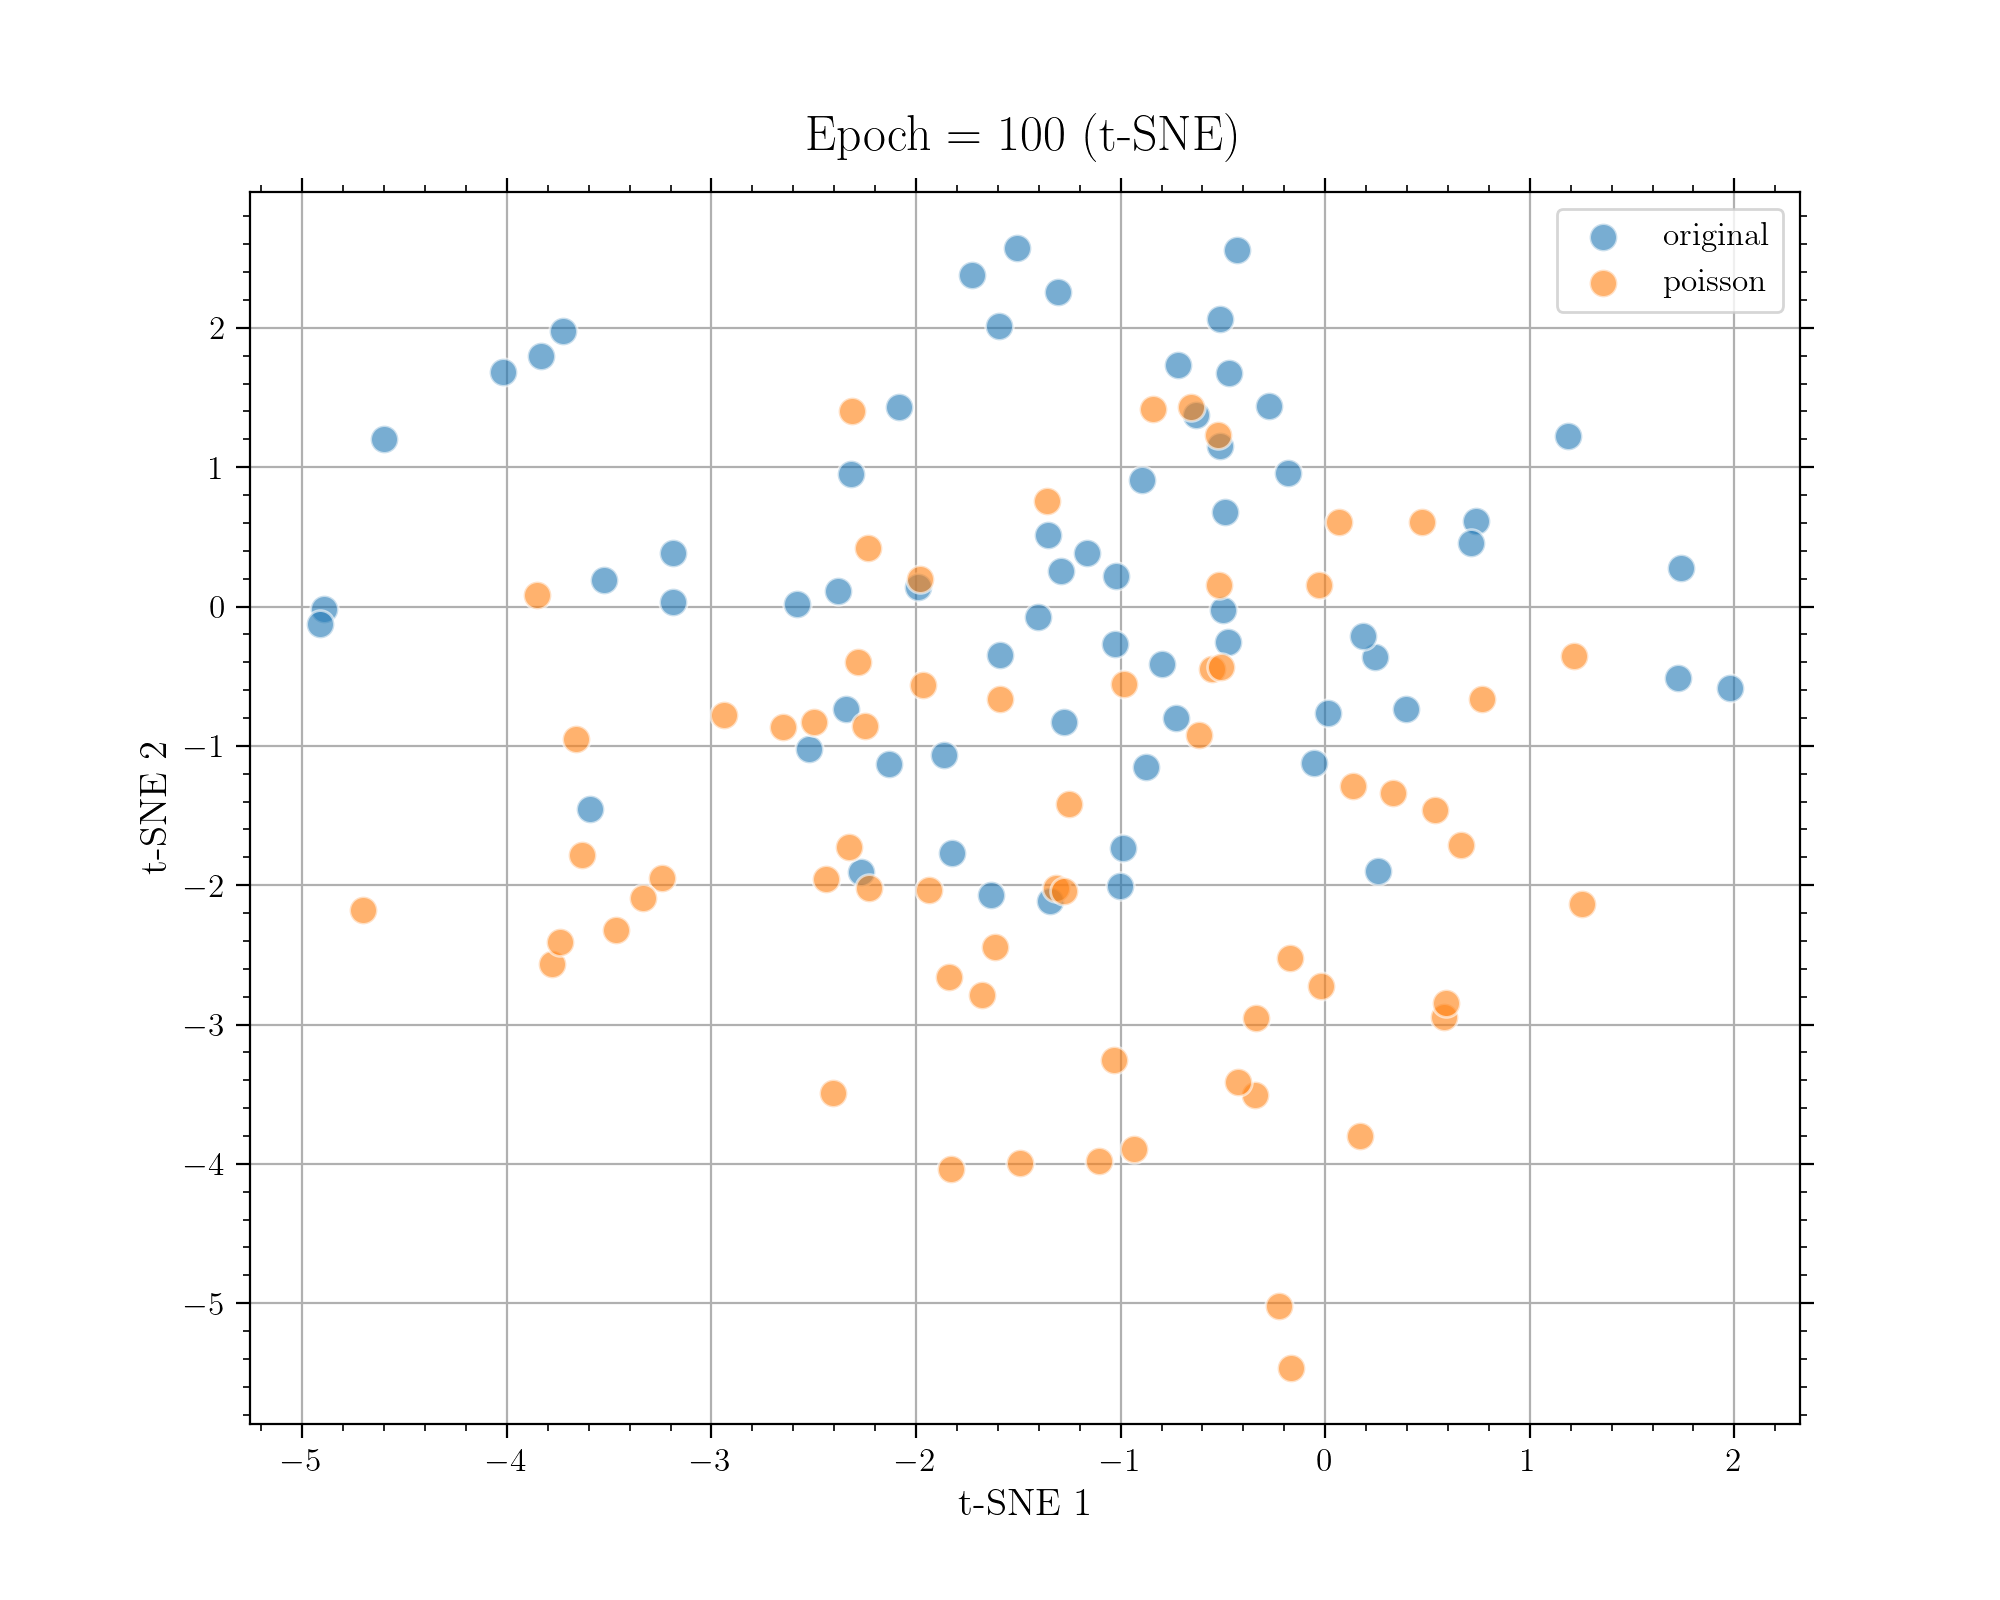 Epoch = 100 (t-SNE)
original
poisson
2
1
0
−1
−2
−3
−4
−5
t-SNE 2
−5 −4 −3 −2 −1 0 1 2
t-SNE 1